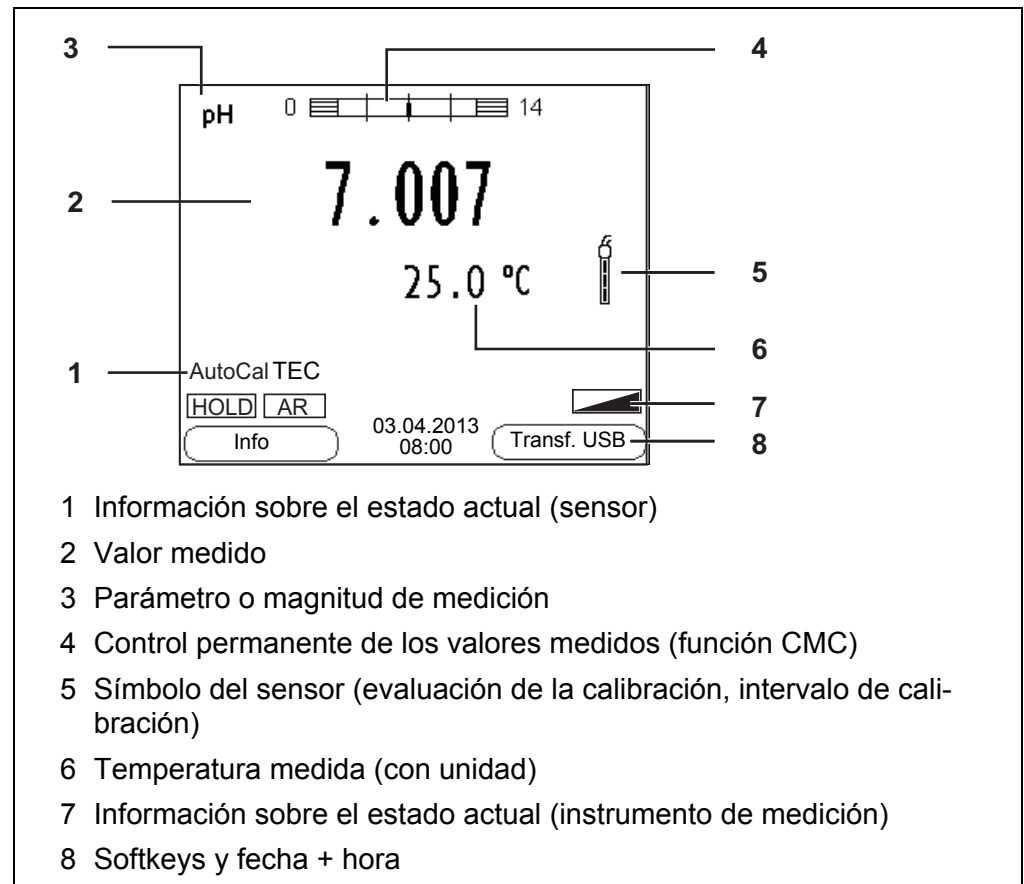 3
4
pH 0 14
2
7.007
25.0 °C
5
6
1
AutoCal TEC
HOLD AR
7
Info 03.04.2013 Transf. USB
08:00
8
1 Información sobre el estado actual (sensor)
2 Valor medido
3 Parámetro o magnitud de medición
4 Control permanente de los valores medidos (función CMC)
5 Símbolo del sensor (evaluación de la calibración, intervalo de cali-
bración)
6 Temperatura medida (con unidad)
7 Información sobre el estado actual (instrumento de medición)
8 Softkeys y fecha + hora